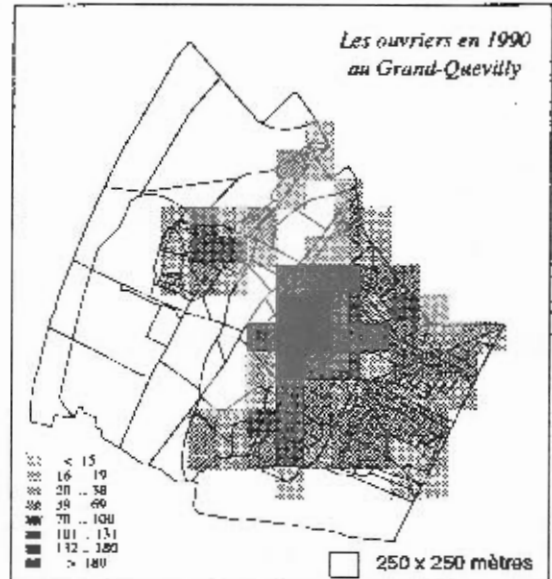 Les ouvriers en 1990
au Grand-Quevilly
< 15
16 .. 19
20 .. 38
39 .. 69
70 .. 100
101 .. 131
132 .. 180
> 180
250 x 250 mètres